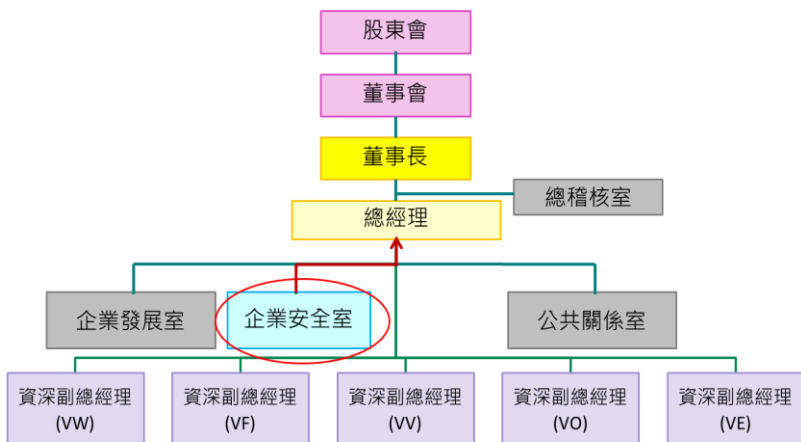 股東會
董事會
董事長
總稽核室
總經理
企業發展室
企業安全室
公共關係室
資深副總經理
(VW)
資深副總經理
(VF)
資深副總經理
(VV)
資深副總經理
(VO)
資深副總經理
(VE)